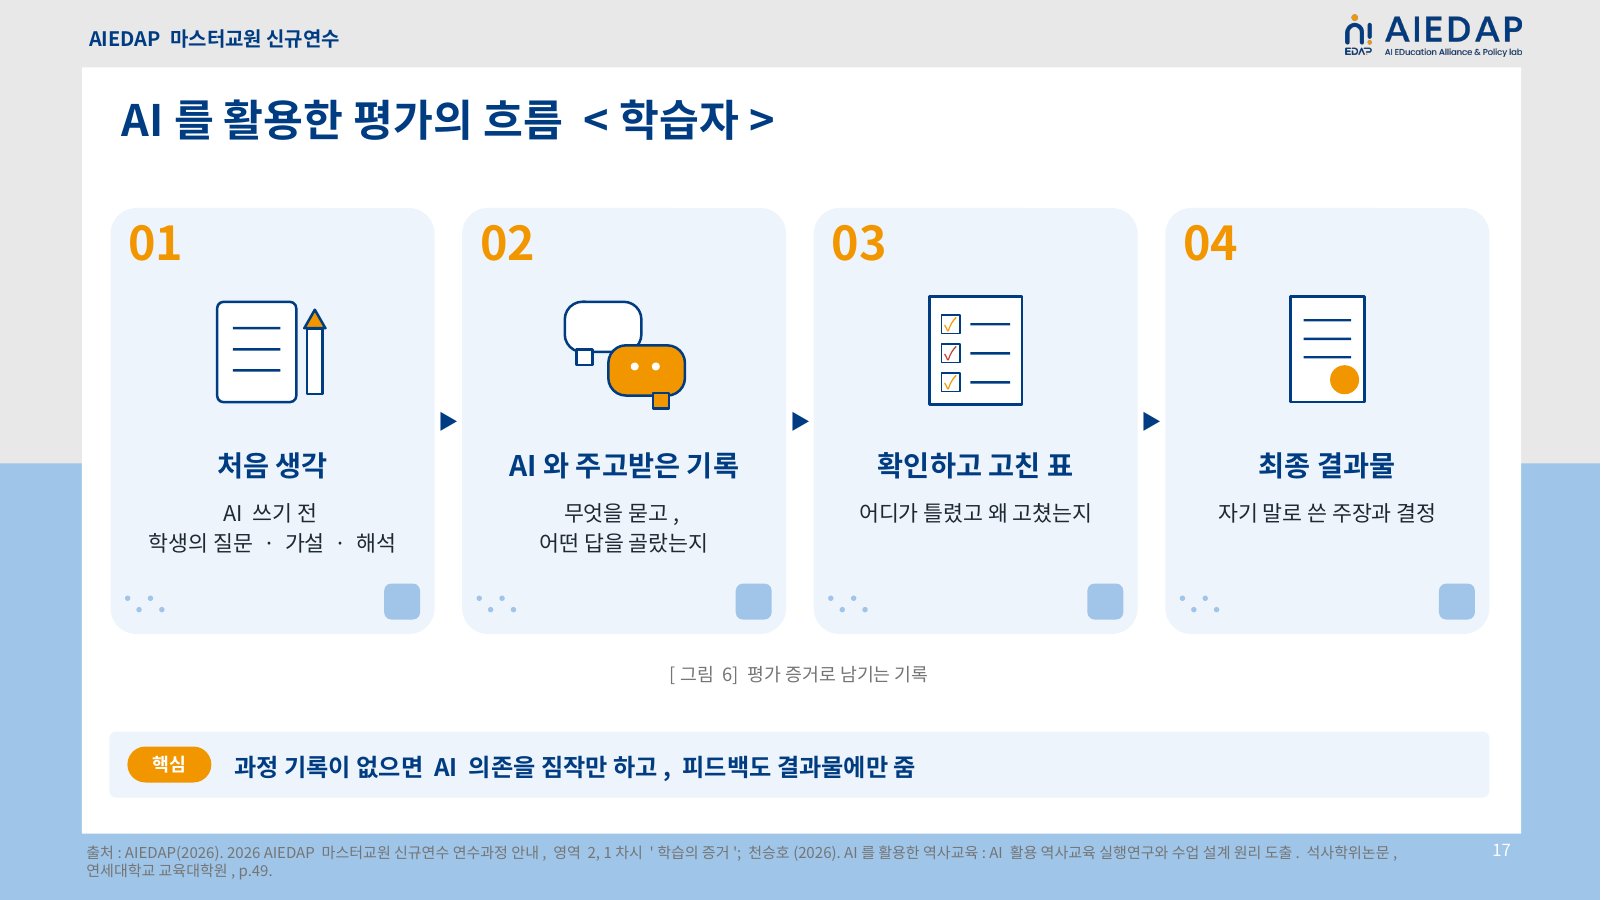 AIEDAP 마스터교원 신규연수
AIEDAP
EDAP
AI EDucation Alliance & Policy lab
AI 를 활용한 평가의 흐름 < 학습자 >
01
처음 생각
AI 쓰기 전
학생의 질문 · 가설 · 해석
02
AI 와 주고받은 기록
무엇을 묻고 ,
어떤 답을 골랐는지
03
확인하고 고친 표
어디가 틀렸고 왜 고쳤는지
04
최종 결과물
자기 말로 쓴 주장과 결정
[ 그림 6] 평가 증거로 남기는 기록
핵심
과정 기록이 없으면 AI 의존을 짐작만 하고 , 피드백도 결과물에만 줌
출처 : AIEDAP(2026). 2026 AIEDAP 마스터교원 신규연수 연수과정 안내 , 영역 2, 1 차시 ' 학습의 증거 '; 천승호 (2026). AI 를 활용한 역사교육 : AI 활용 역사교육 실행연구와 수업 설계 원리 도출 . 석사학위논문 ,
연세대학교 교육대학원 , p.49.
17